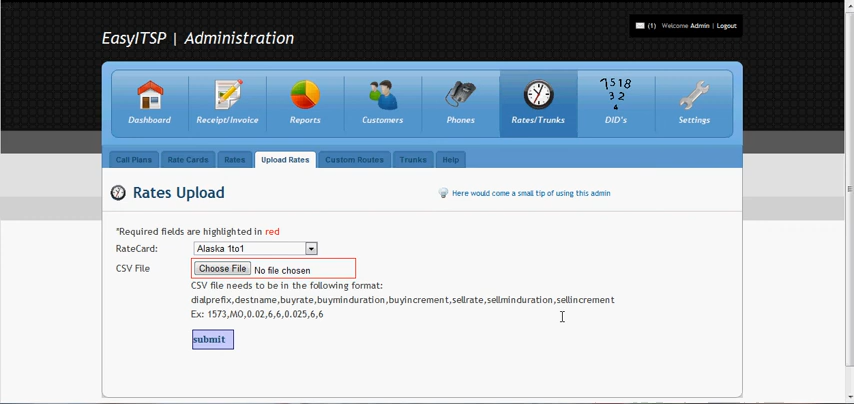 (1) Welcome Admin | Logout
EasyITSP | Administration
7518
3 2
4
Dashboard Receipt/Invoice Reports Customers Phones Rates/Trunks DID's Settings
Call Plans Rate Cards Rates Upload Rates Custom Routes Trunks Help
Rates Upload
Here would come a small tip of using this admin
*Required fields are highlighted in red
RateCard: Alaska 1to1
CSV File Choose File No file chosen
CSV file needs to be in the following format:
dialprefix,destname,buyrate,buyminduration,buyincrement,sellrate,sellminduration,sellincrement
Ex: 1573,MO,0.02,6,6,0.025,6,6
submit